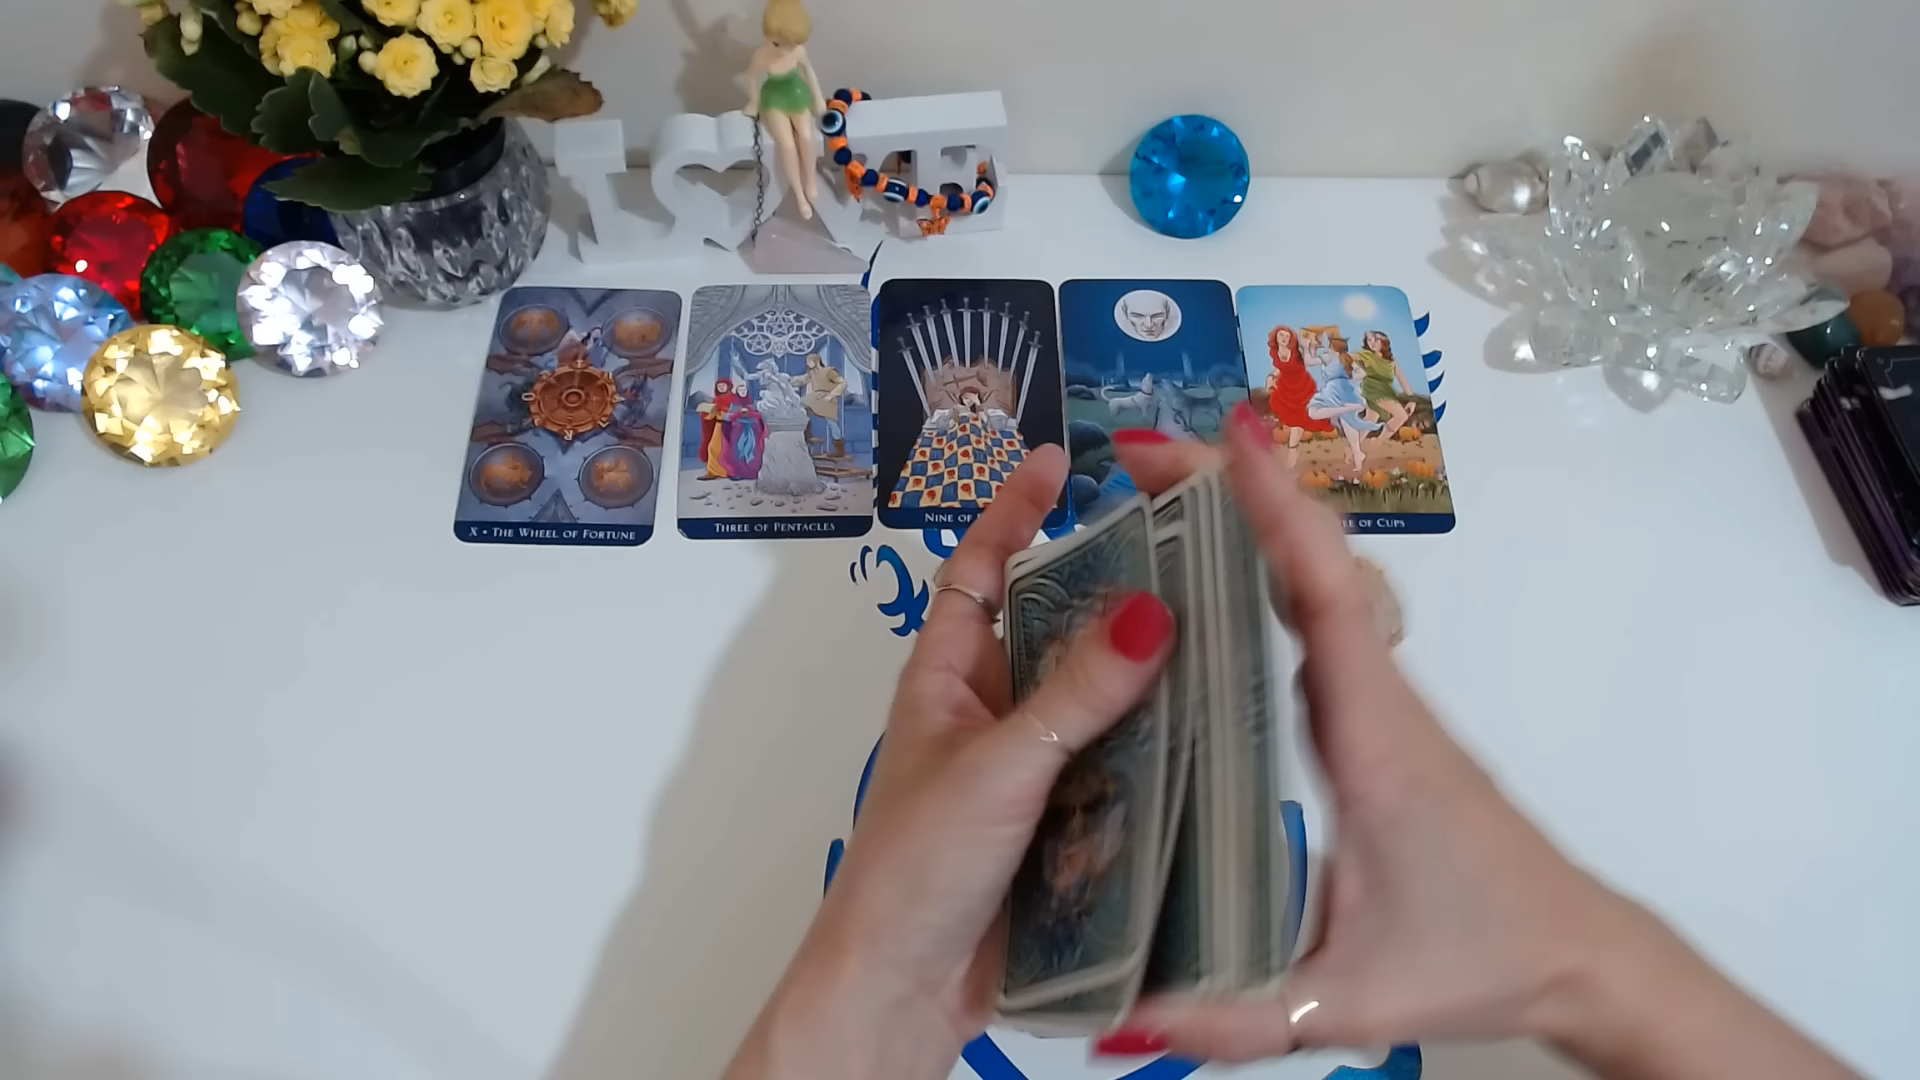 X • THE WHEEL OF FORTUNE
THREE OF PENTACLES
NINE OF
OF CUPS